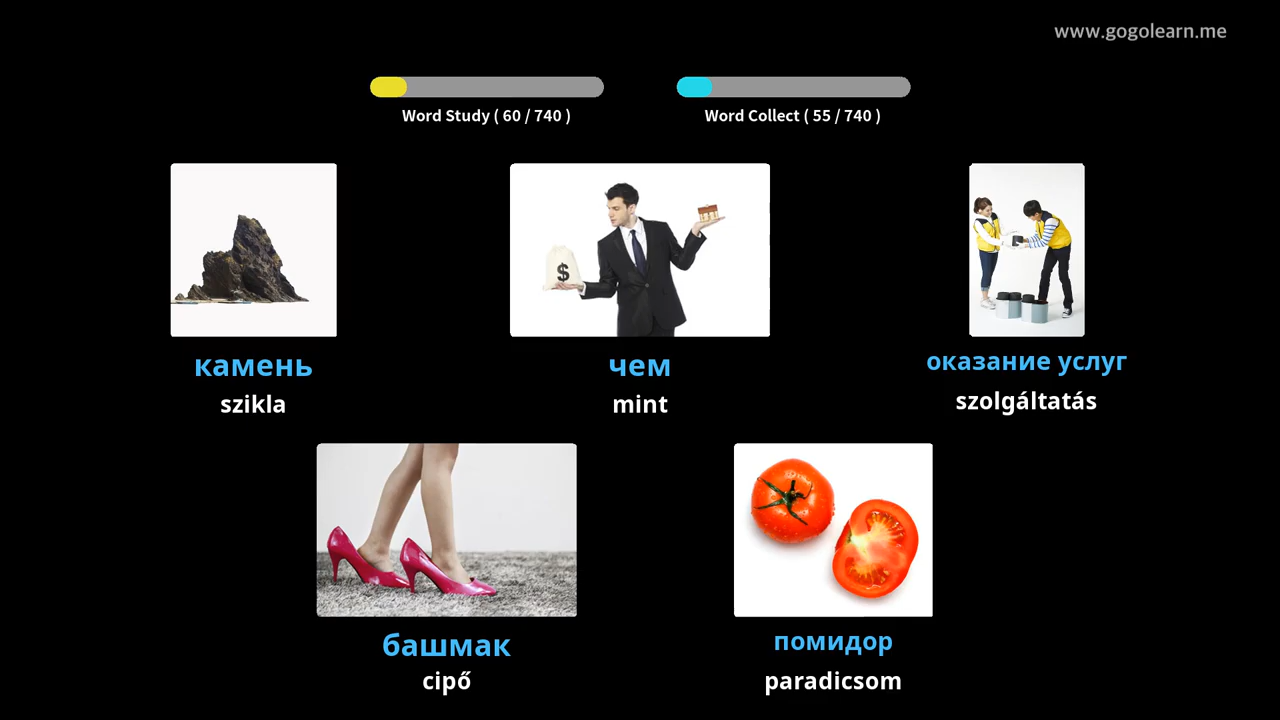 www.gogolearn.me
Word Study ( 60 / 740 )
Word Collect ( 55 / 740 )
камень
szikla
чем
mint
оказание услуг
szolgáltatás
башмак
cipő
помидор
paradicsom
$